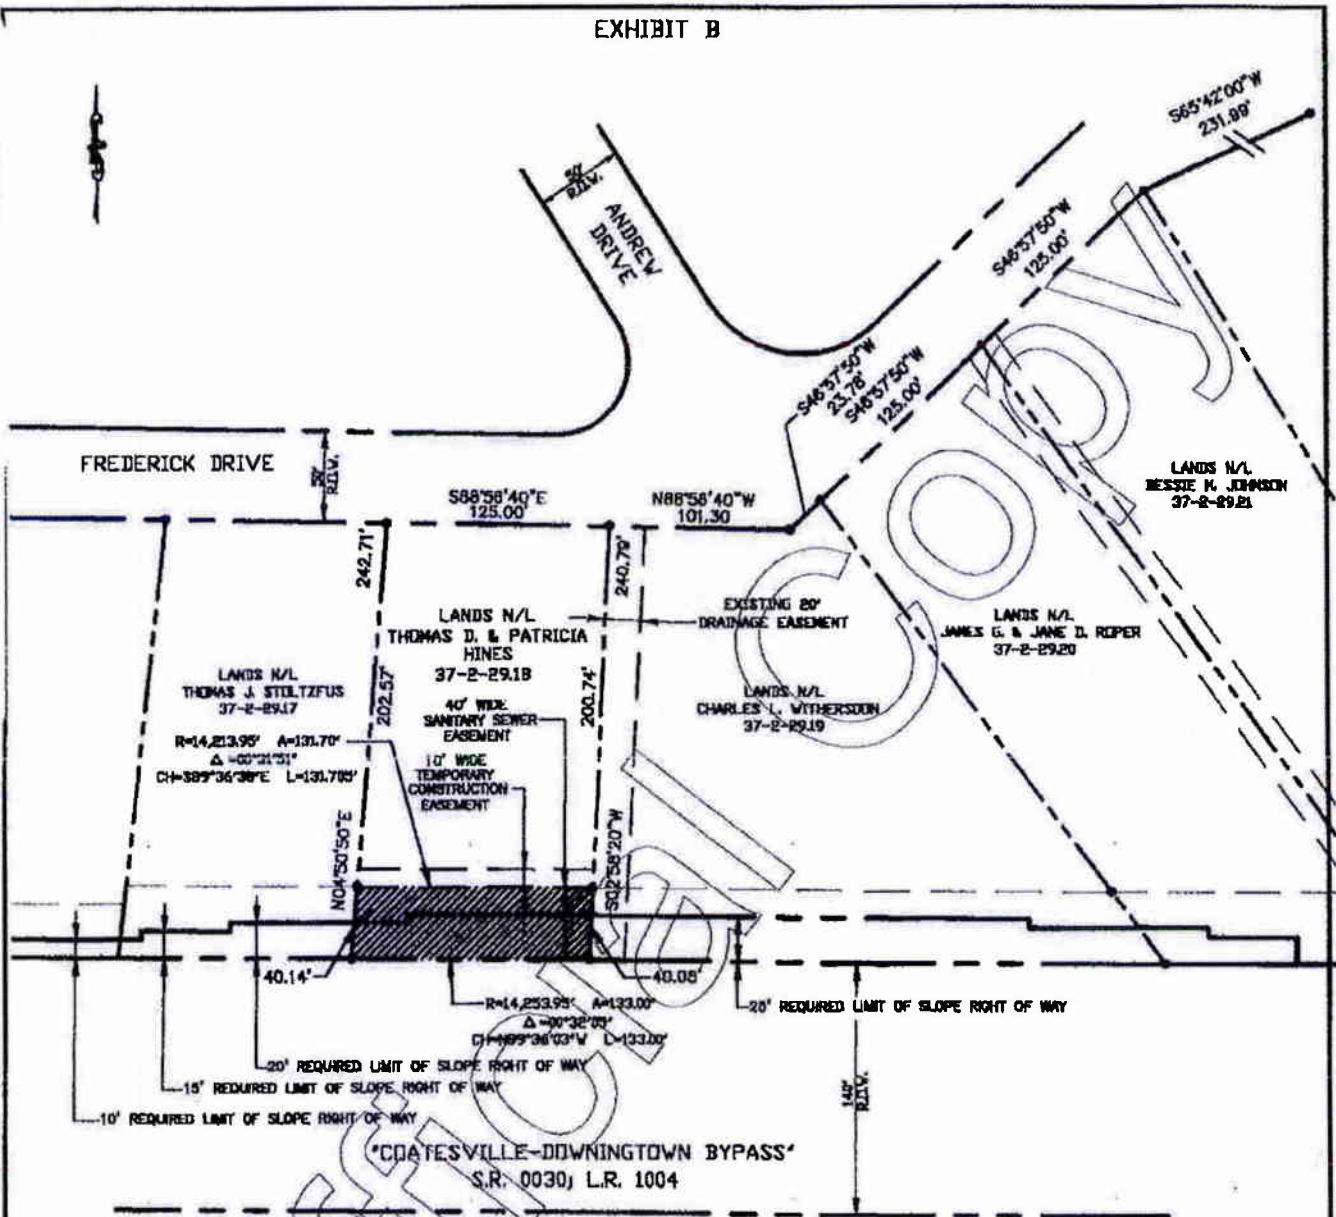 EXHIBIT B
S65°42'00"W
231.99'
50'
R.O.W.
ANDREW
DRIVE
S46°57'50"W
125.00'
S46°57'50"W
23.78'
S46°57'50"W
125.00'
FREDERICK DRIVE
50'
R.O.W.
S88°58'40"E
125.00'
N88°58'40"W
101.30
LANDS N/L
BESSIE M. JOHNSON
37-2-29.21
242.71'
240.79'
LANDS N/L
THOMAS D. & PATRICIA
HINES
37-2-29.18
EXISTING 20'
DRAINAGE EASEMENT
LANDS N/L
JAMES G. & JANE D. ROPER
37-2-29.20
LANDS N/L
THOMAS J. STOLTZFUS
37-2-29.17
202.57'
200.74'
LANDS N/L
CHARLES L. WITHERSOON
37-2-29.19
40' WIDE
SANITARY SEWER
EASEMENT
R=14,213.95' A=131.70'
Δ =00°31'51"
CH=S89°36'38"E L=131.705'
10' WIDE
TEMPORARY
CONSTRUCTION
EASEMENT
N04°50'50"E
S02°58'20"W
40.14'
40.08'
R=14,253.95' A=133.00'
Δ =00°32'05"
CH=N89°36'03"W L=133.00'
25' REQUIRED LIMIT OF SLOPE RIGHT OF WAY
20' REQUIRED LIMIT OF SLOPE RIGHT OF WAY
15' REQUIRED LIMIT OF SLOPE RIGHT OF WAY
10' REQUIRED LIMIT OF SLOPE RIGHT OF WAY
140'
R.O.W.
"COATESVILLE-DOWNINGTOWN BYPASS"
S.R. 0030; L.R. 1004
Copy